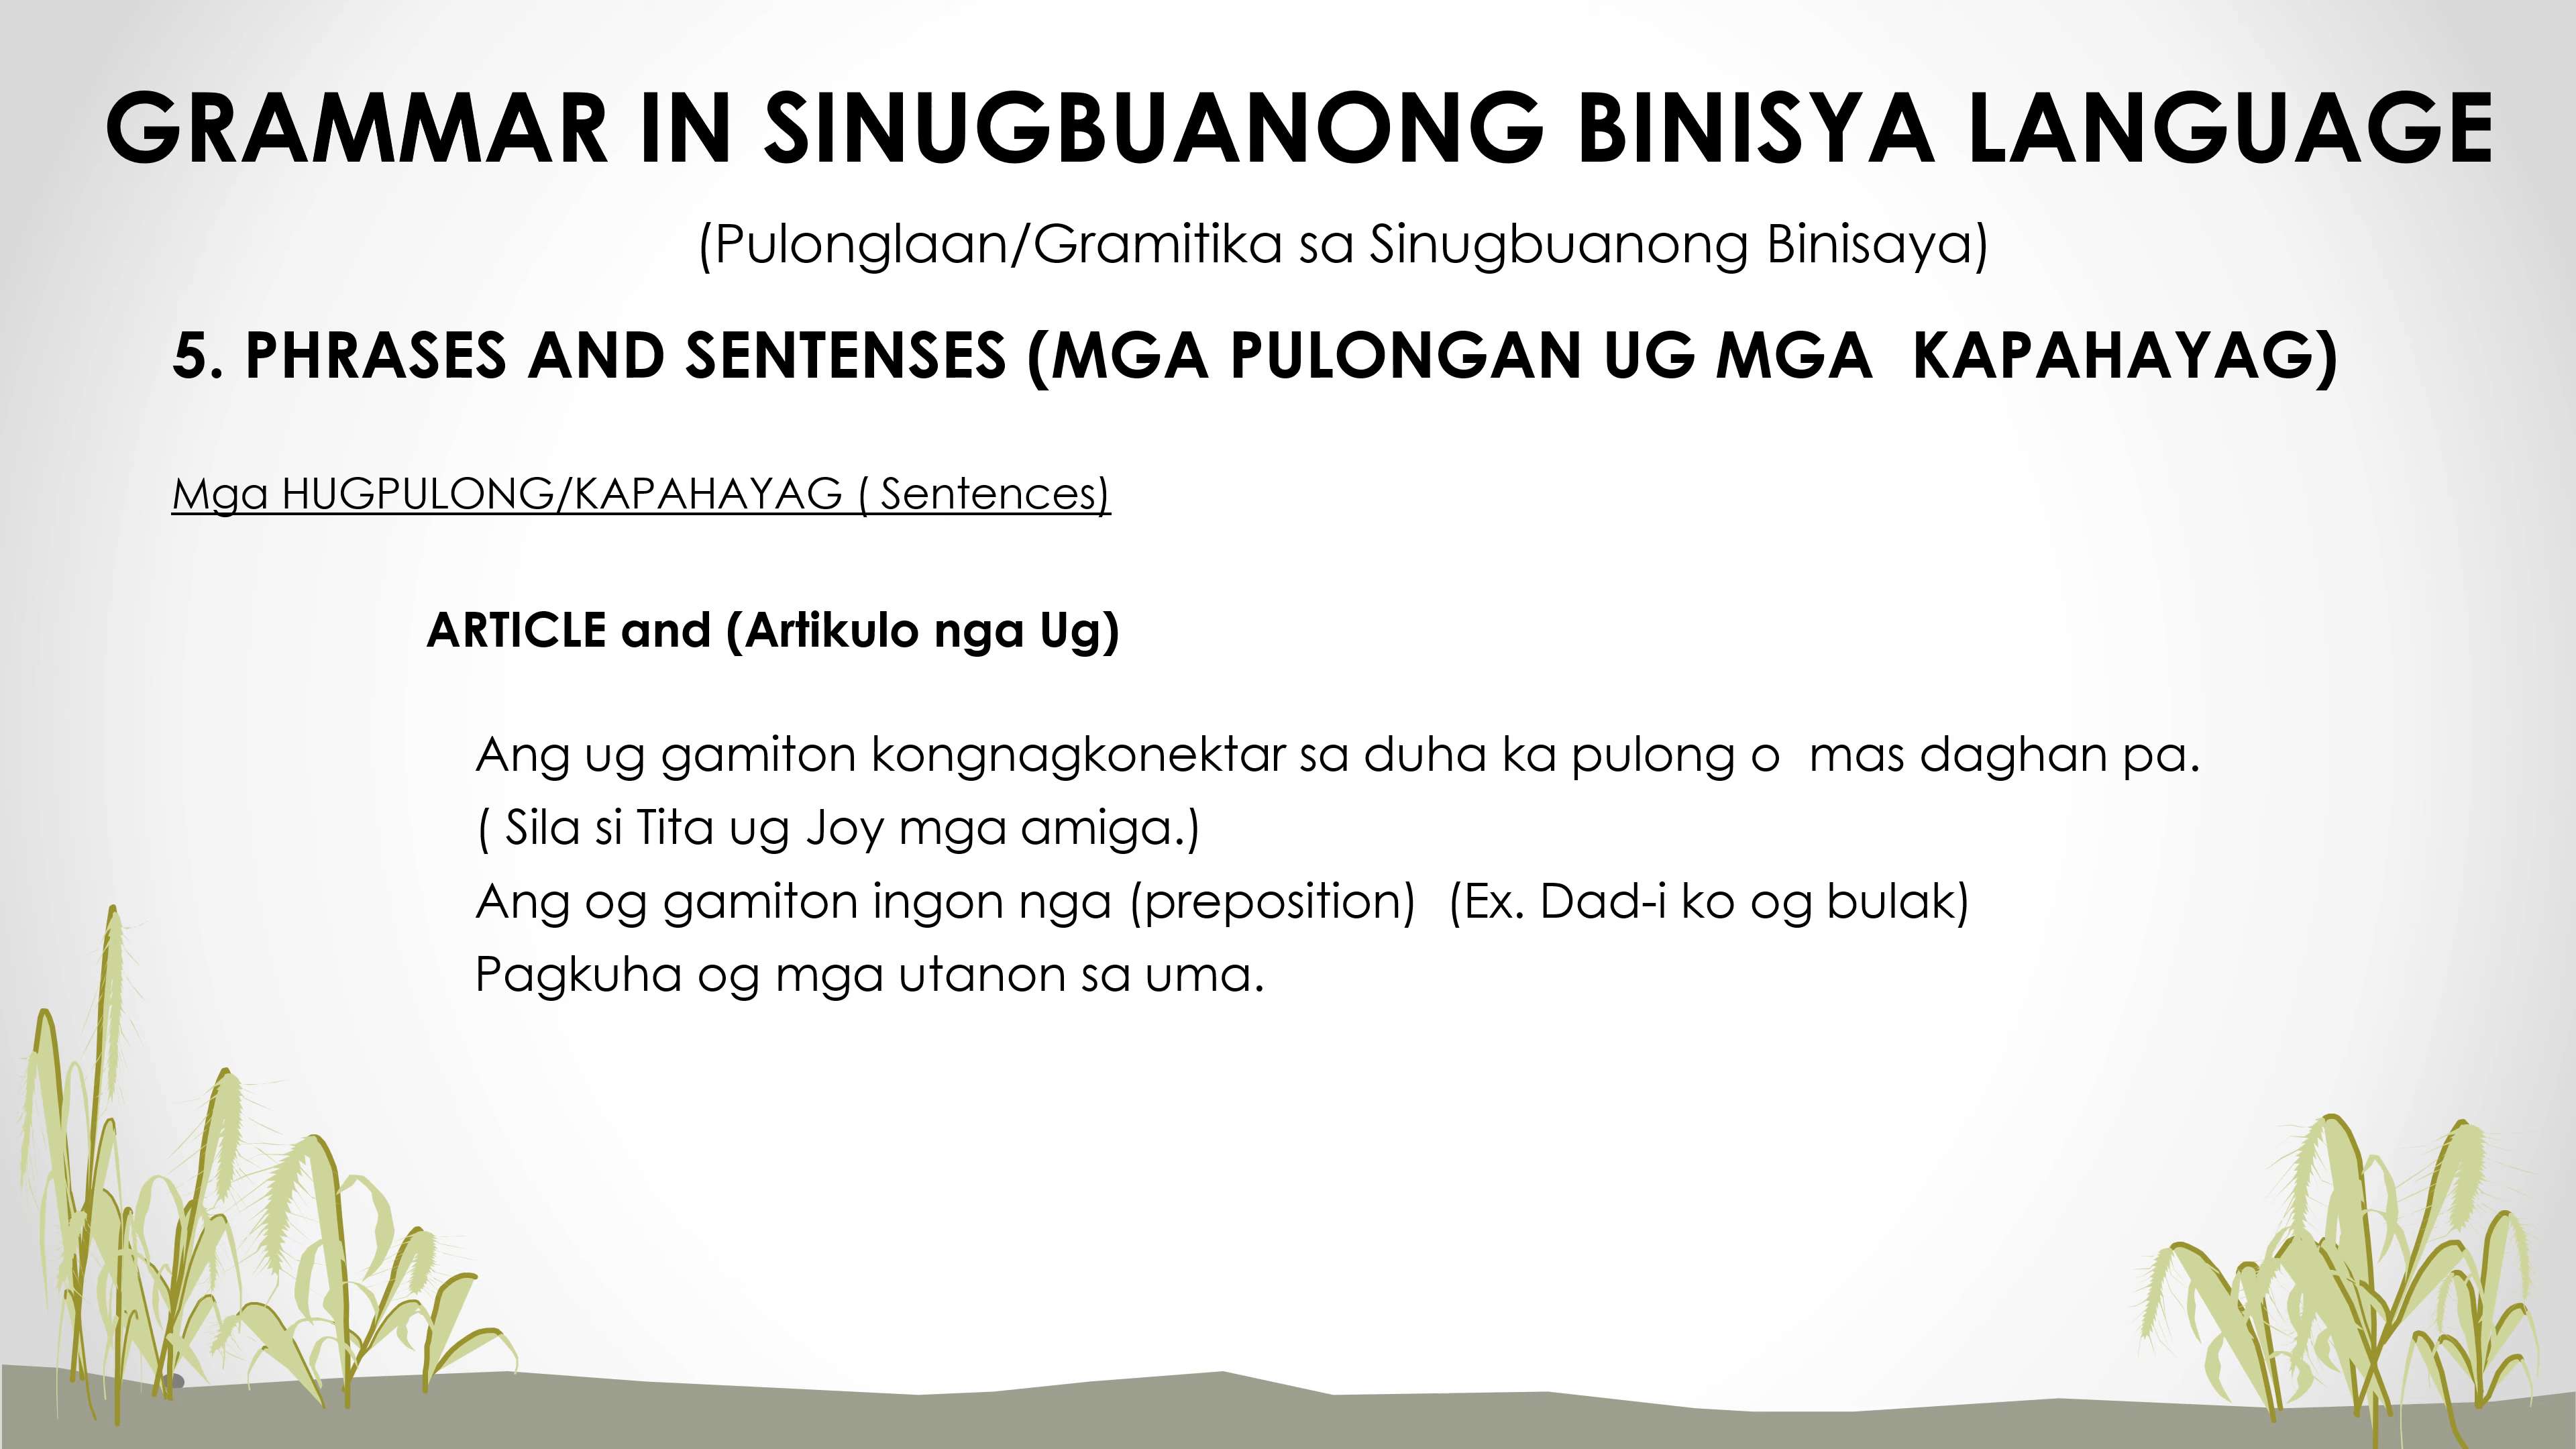 GRAMMAR IN SINUGBUANONG BINISYA LANGUAGE
(Pulonglaan/Gramitika sa Sinugbuanong Binisaya)
5. PHRASES AND SENTENSES (MGA PULONGAN UG MGA  KAPAHAYAG)
Mga HUGPULONG/KAPAHAYAG ( Sentences)
ARTICLE and (Artikulo nga Ug)
Ang ug gamiton kongnagkonektar sa duha ka pulong o  mas daghan pa.
( Sila si Tita ug Joy mga amiga.)
Ang og gamiton ingon nga (preposition)  (Ex. Dad-i ko og bulak)
Pagkuha og mga utanon sa uma.